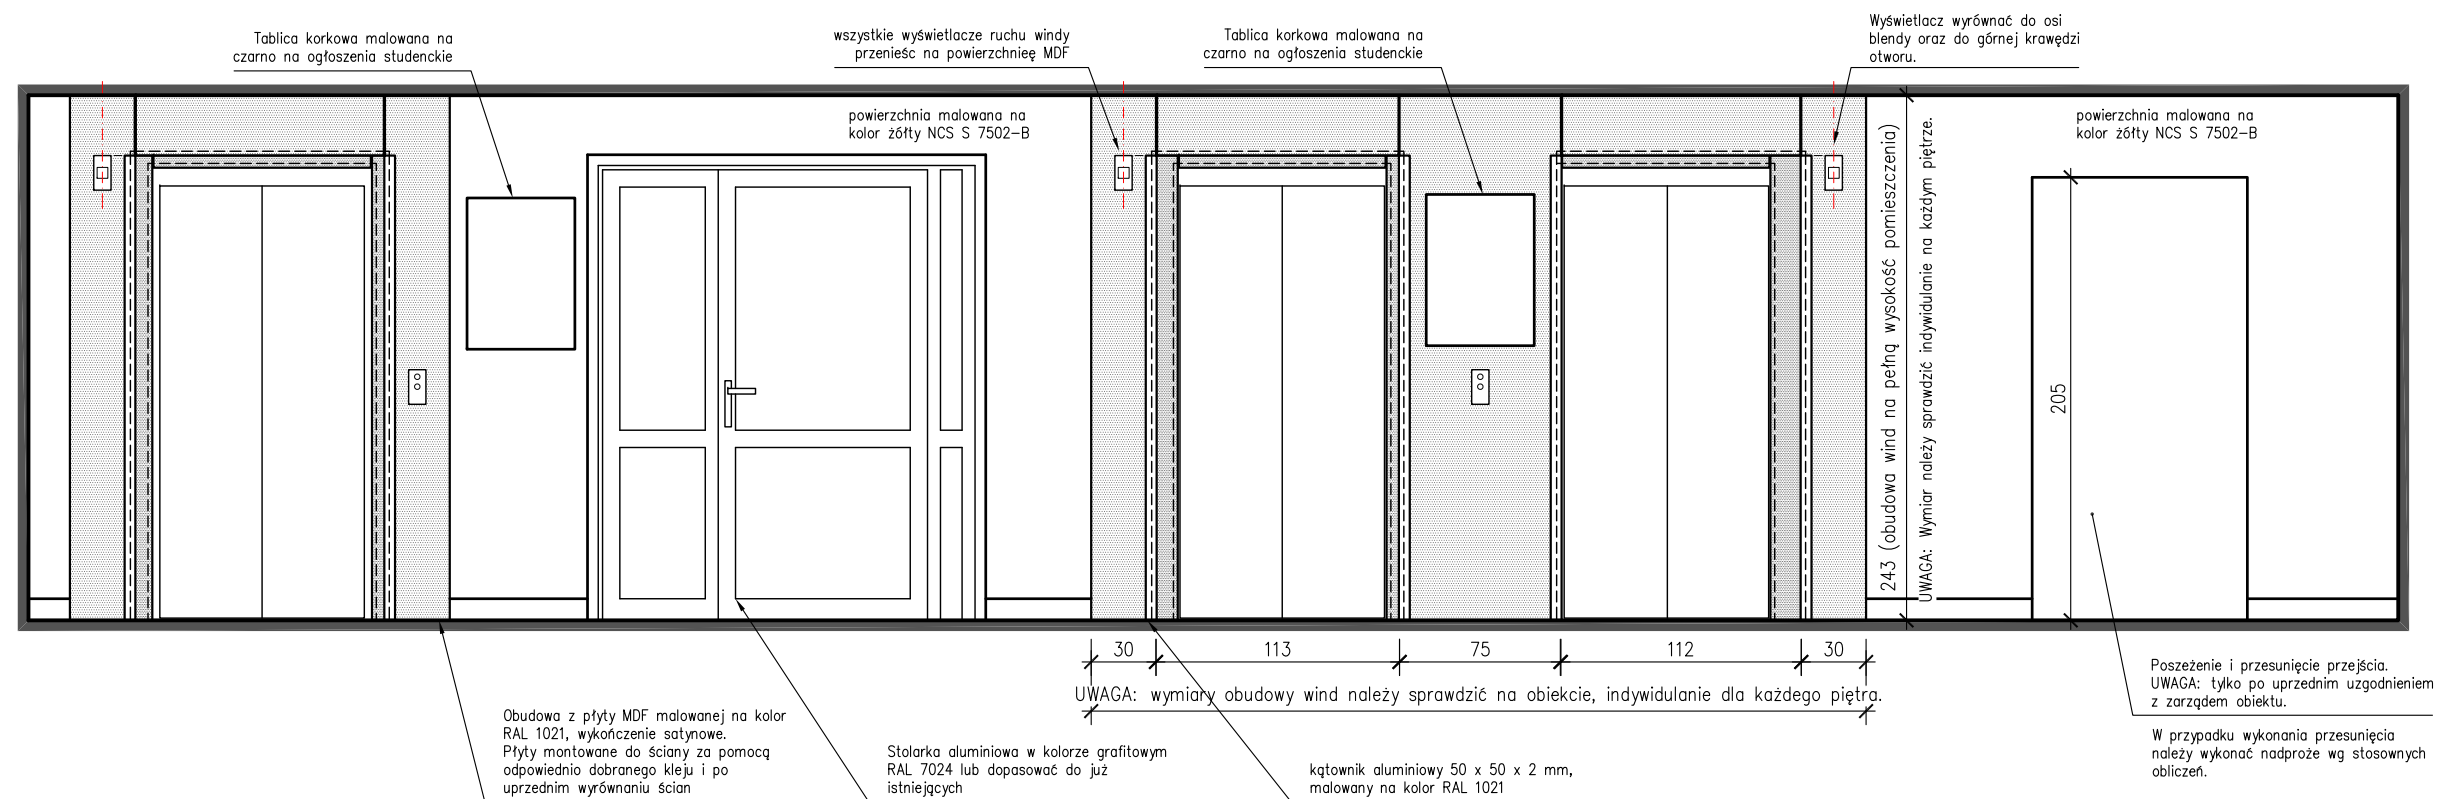 Tablica korkowa malowana na
czarno na ogłoszenia studenckie
wszystkie wyświetlacze ruchu windy
przenieśc na powierzchnięę MDF
Tablica korkowa malowana na
czarno na ogłoszenia studenckie
Wyświetlacz wyrównać do osi
blendy oraz do górnej krawędzi
otworu.
powierzchnia malowana na
kolor żółty NCS S 7502-B
powierzchnia malowana na
kolor żółty NCS S 7502-B
243 (obudowa wind na pełną wysokość pomieszczenia)
UWAGA: Wymiar należy sprawdzić indywidulanie na każdym piętrze.
205
30
113
75
112
30
UWAGA: wymiary obudowy wind należy sprawdzić na obiekcie, indywidulanie dla każdego piętra.
Obudowa z płyty MDF malowanej na kolor
RAL 1021, wykończenie satynowe.
Płyty montowane do ściany za pomocą
odpowiednio dobranego kleju i po
uprzednim wyrównaniu ścian
Stolarka aluminiowa w kolorze grafitowym
RAL 7024 lub dopasować do już
istniejących
kątownik aluminiowy 50 x 50 x 2 mm,
malowany na kolor RAL 1021
Poszeżenie i przesunięcie przejścia.
UWAGA: tylko po uprzednim uzgodnieniem
z zarządem obiektu.
W przypadku wykonania przesunięcia
należy wykonać nadproże wg stosownych
obliczeń.